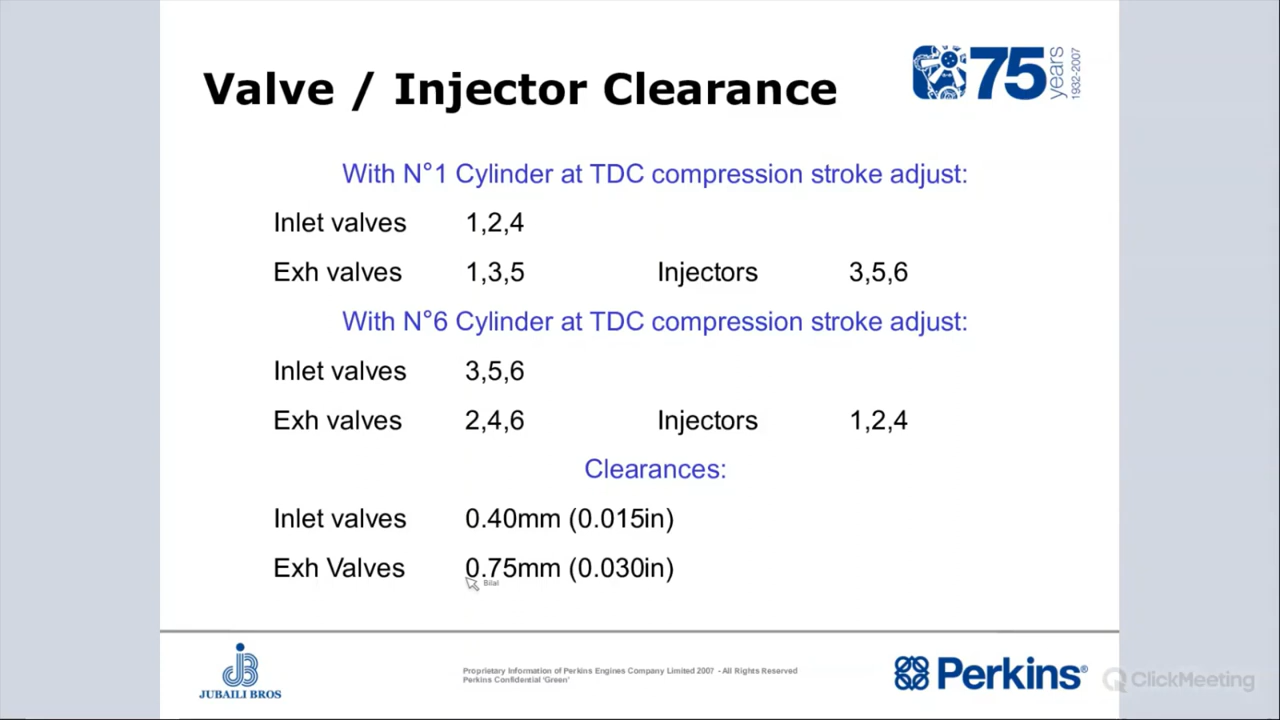 Valve / Injector Clearance
75 years 1932-2007
With N°1 Cylinder at TDC compression stroke adjust:
Inlet valves 1,2,4
Exh valves 1,3,5 Injectors 3,5,6
With N°6 Cylinder at TDC compression stroke adjust:
Inlet valves 3,5,6
Exh valves 2,4,6 Injectors 1,2,4
Clearances:
Inlet valves 0.40mm (0.015in)
Exh Valves 0.75mm (0.030in)
Bilal
JB
JUBAILI BROS
Proprietary Information of Perkins Engines Company Limited 2007 - All Rights Reserved
Perkins Confidential 'Green'
Perkins®
ClickMeeting